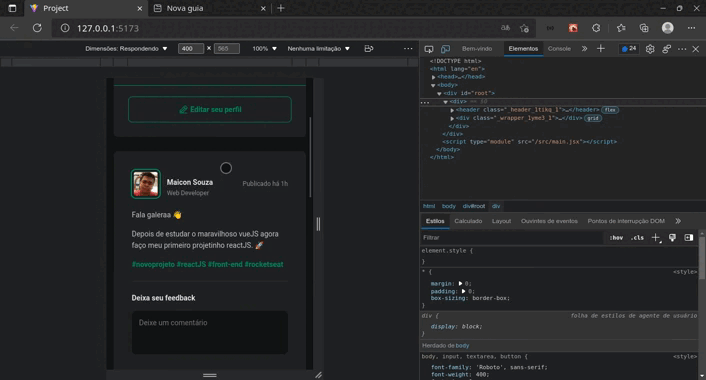 Project
Nova guia
127.0.0.1:5173
Dimensões: Respondendo
400
×
565
100%
Nenhuma limitação
Bem-vindo
Elementos
Console
24
<!DOCTYPE html>
<html lang="en">
<head>…</head>
<body>
<div id="root">
<div> == $0
<header class="_header_1tikq_1">…</header>
flex
<div class="_wrapper_1yme3_1">…</div>
grid
</div>
</div>
<script type="module" src="/src/main.jsx"></script>
</body>
</html>
Editar seu perfil
Maicon Souza
Web Developer
Publicado há 1h
Fala galeraa 👋
Depois de estudar o maravilhoso vueJS agora
faço meu primeiro projetinho reactJS. 🚀
#novoprojeto #reactJS #front-end #rocketseat
Deixa seu feedback
Deixe um comentário
html body div#root div
Estilos
Calculado
Layout
Ouvintes de eventos
Pontos de interrupção DOM
Filtrar
:hov
.cls
element.style {
}
* {
<style>
margin: 0;
padding: 0;
box-sizing: border-box;
}
div {
folha de estilos de agente de usuário
display: block;
}
Herdado de body
body, input, textarea, button {
<style>
font-family: 'Roboto', sans-serif;
font-weight: 400;